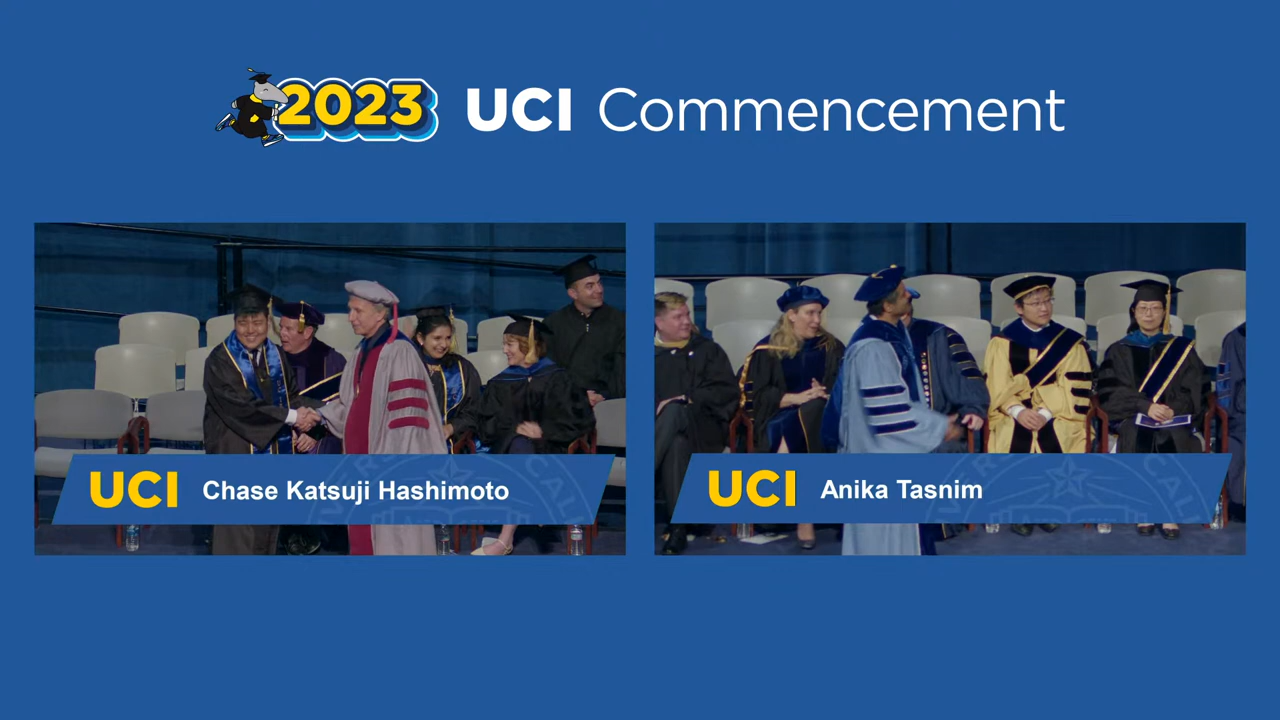 2023 UCI Commencement
UCI Chase Katsuji Hashimoto
UCI Anika Tasnim